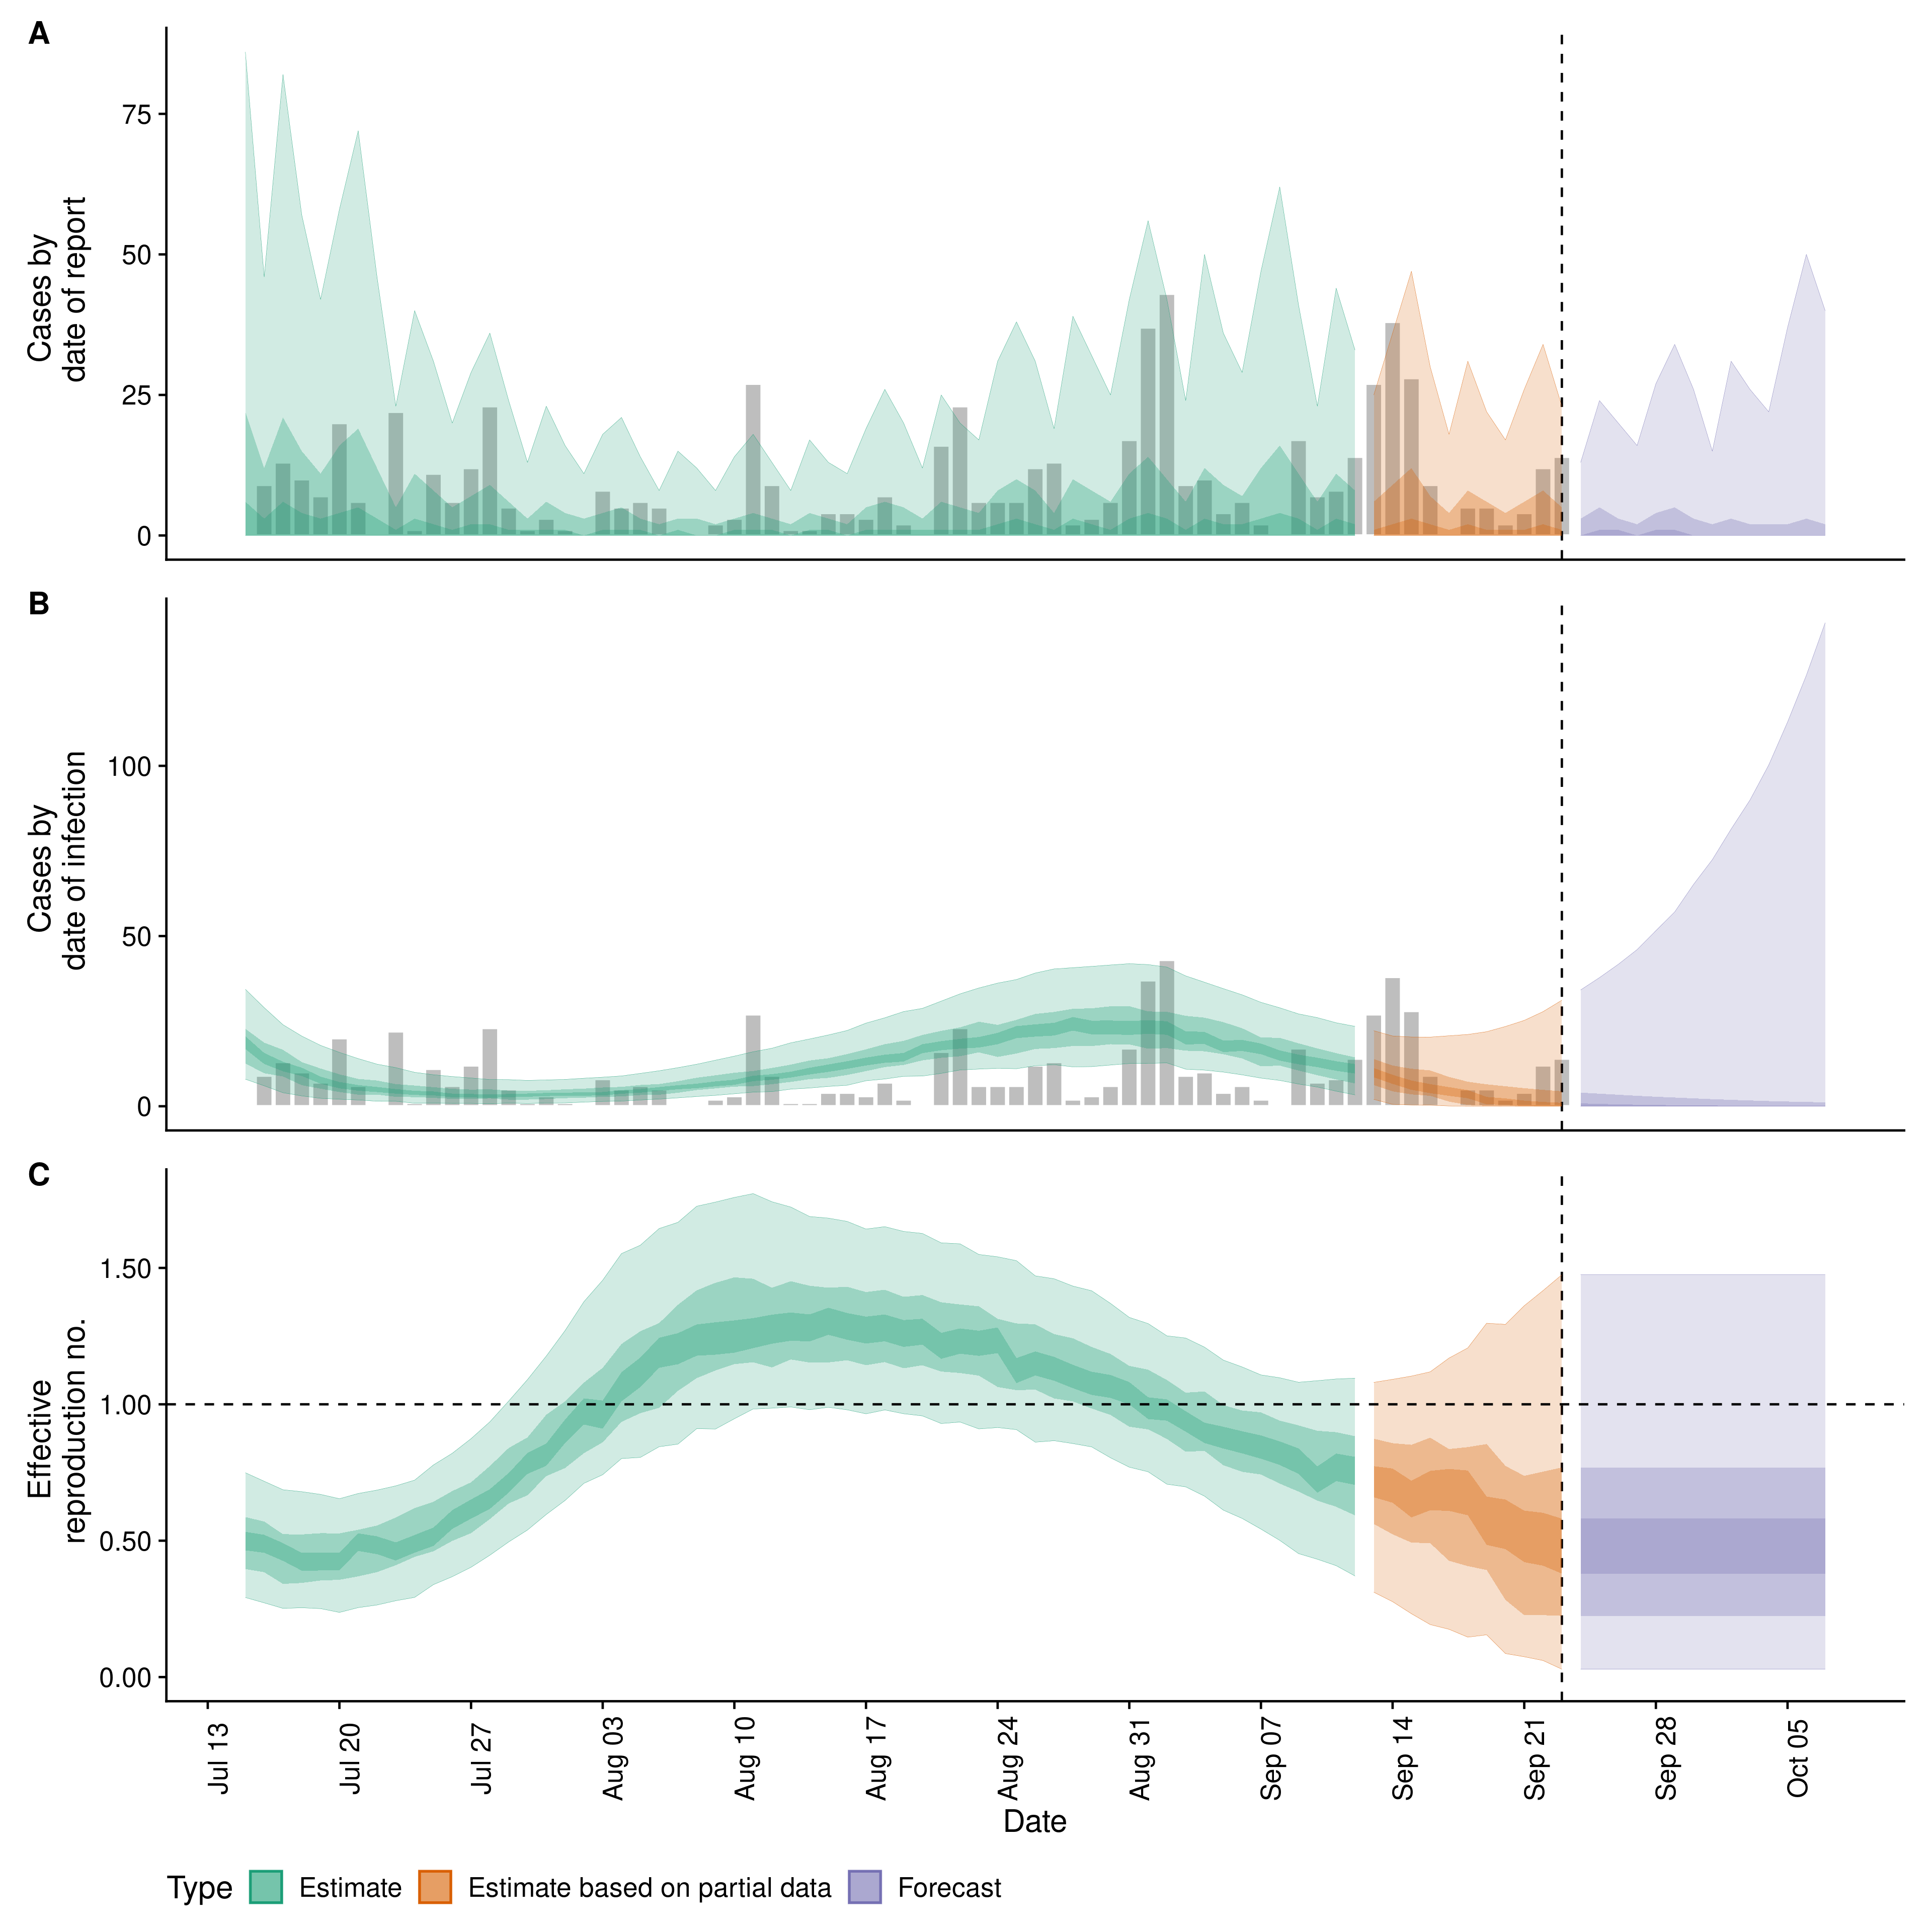 A
Cases by
date of report
75
50
25
0
B
Cases by
date of infection
100
50
0
C
Effective
reproduction no.
1.50
1.00
0.50
0.00
Jul 13
Jul 20
Jul 27
Aug 03
Aug 10
Aug 17
Aug 24
Aug 31
Sep 07
Sep 14
Sep 21
Sep 28
Oct 05
Date
Type Estimate Estimate based on partial data Forecast